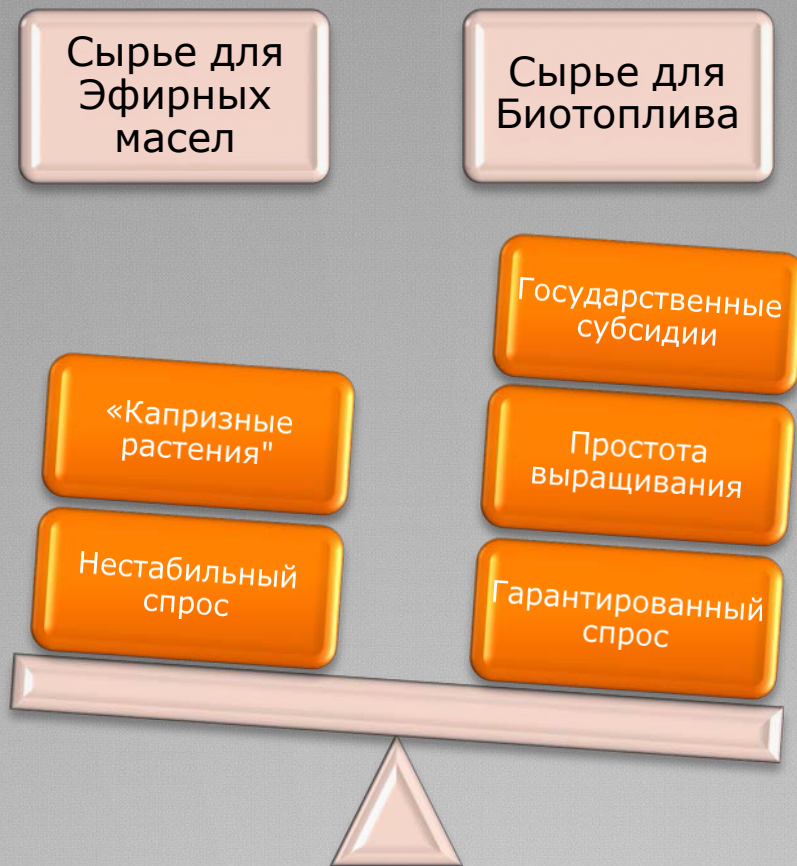 Сырье для
Эфирных
масел
Сырье для
Биотоплива
«Капризные
растения"
Нестабильный
спрос
Государственные
субсидии
Простота
выращивания
Гарантированный
спрос